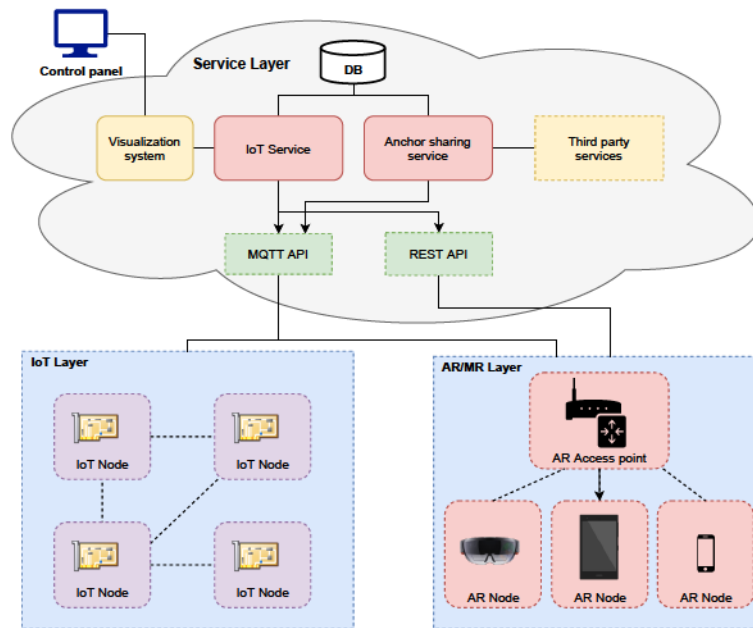 Control panel
Service Layer
DB
Visualization
system
IoT Service
Anchor sharing
service
Third party
services
MQTT API
REST API
IoT Layer
IoT Node
IoT Node
IoT Node
IoT Node
AR/MR Layer
AR Access point
AR Node
AR Node
AR Node